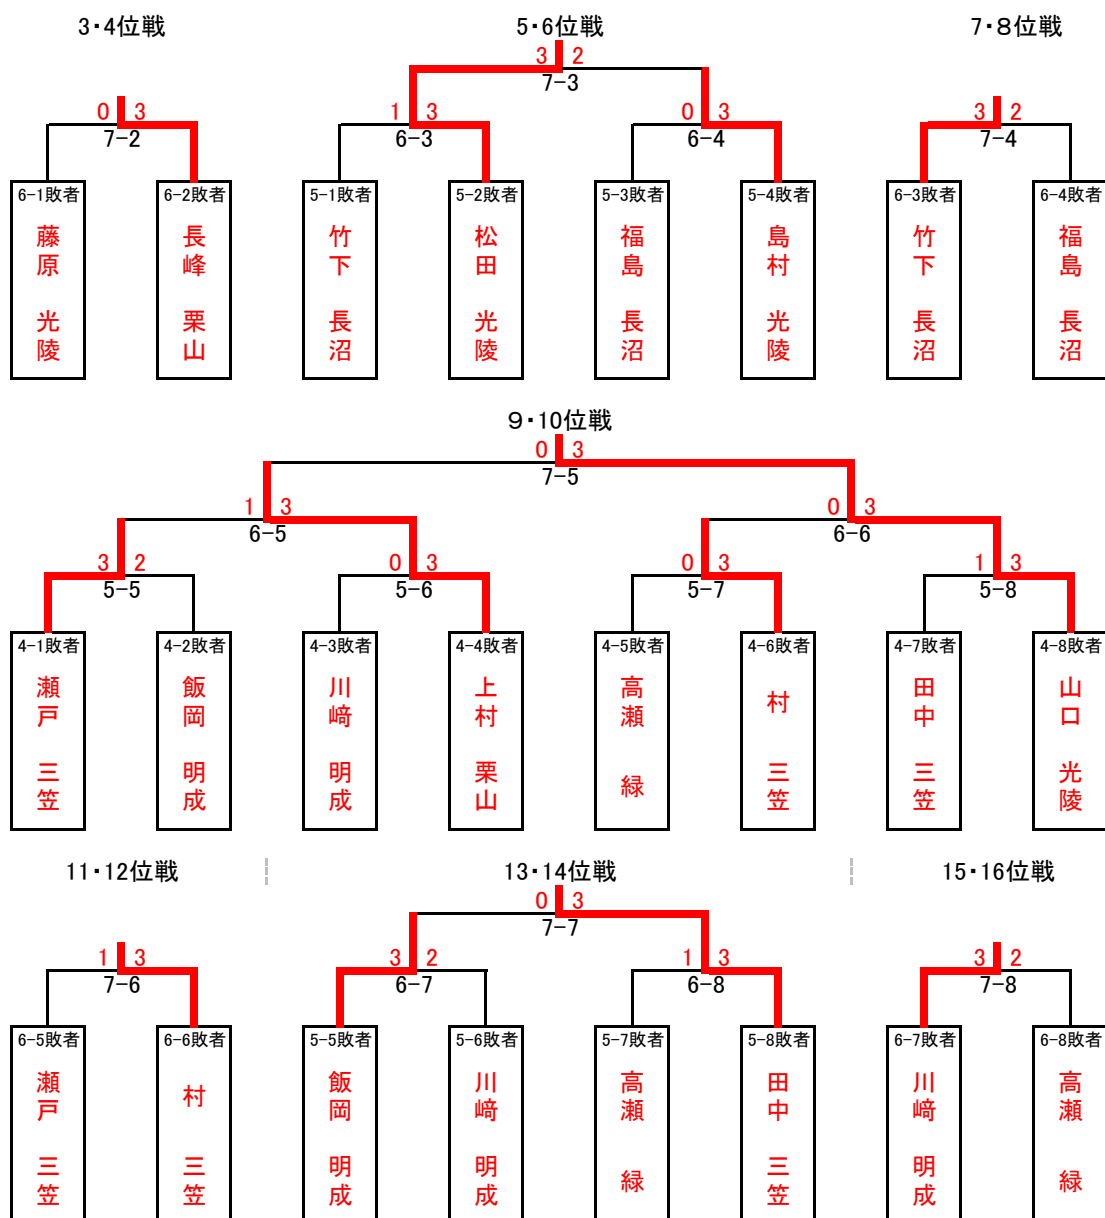 3・4位戦
5・6位戦
7・8位戦
3 2
7-3
0 3
7-2
1 3
6-3
0 3
6-4
3 2
7-4
6-1敗者
藤原 光陵
6-2敗者
長峰 栗山
5-1敗者
竹下 長沼
5-2敗者
松田 光陵
5-3敗者
福島 長沼
5-4敗者
島村 光陵
6-3敗者
竹下 長沼
6-4敗者
福島 長沼
9・10位戦
0 3
7-5
1 3
6-5
0 3
6-6
3 2
5-5
0 3
5-6
0 3
5-7
1 3
5-8
4-1敗者
瀬戸 三笠
4-2敗者
飯岡 明成
4-3敗者
川﨑 明成
4-4敗者
上村 栗山
4-5敗者
高瀬 緑
4-6敗者
村 三笠
4-7敗者
田中 三笠
4-8敗者
山口 光陵
11・12位戦
13・14位戦
15・16位戦
0 3
7-7
1 3
7-6
3 2
6-7
1 3
6-8
3 2
7-8
6-5敗者
瀬戸 三笠
6-6敗者
村 三笠
5-5敗者
飯岡 明成
5-6敗者
川﨑 明成
5-7敗者
高瀬 緑
5-8敗者
田中 三笠
6-7敗者
川﨑 明成
6-8敗者
高瀬 緑